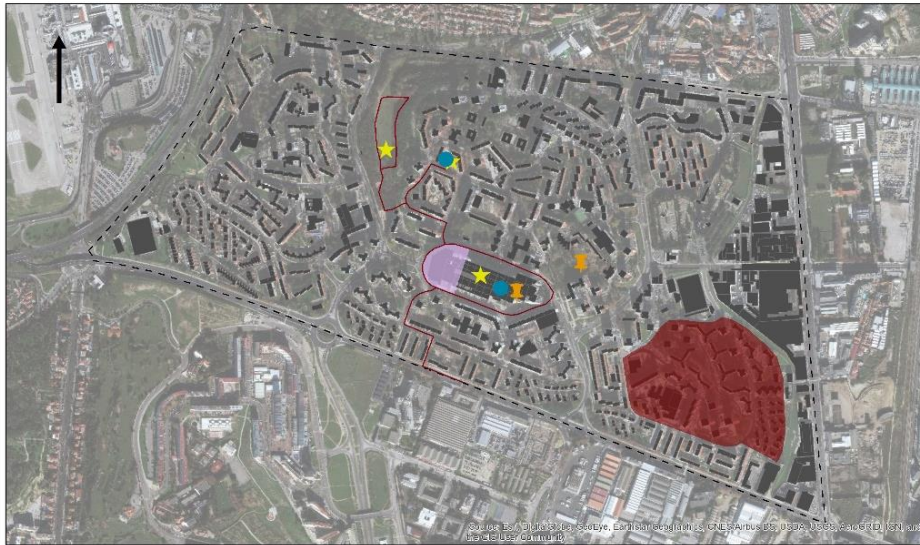 Source: Esri, DigitalGlobe, GeoEye, Earthstar Geographics, CNES/Airbus DS, USDA, USGS, AeroGRID, IGN, and
the GIS User Community